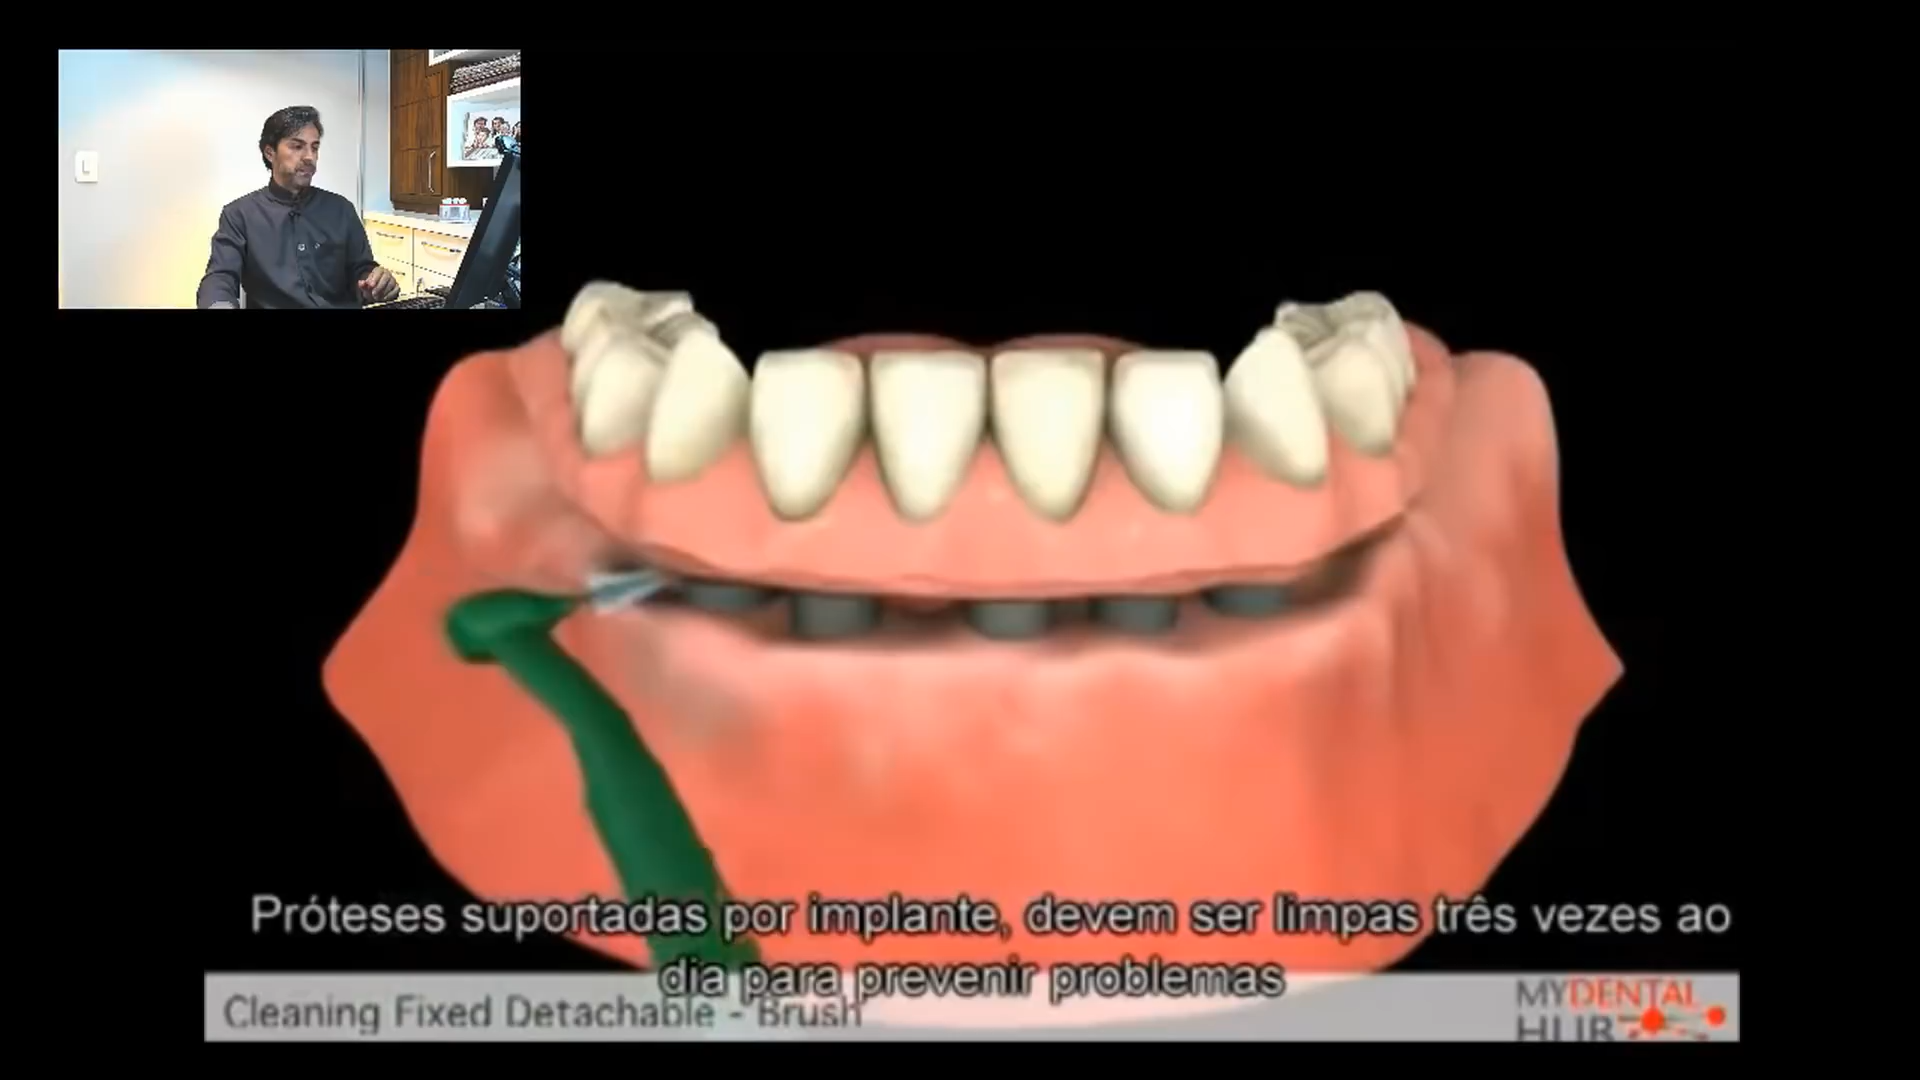 Próteses suportadas por implante, devem ser limpas três vezes ao
dia para prevenir problemas
Cleaning Fixed Detachable - Brush
MYDENTAL
HUB